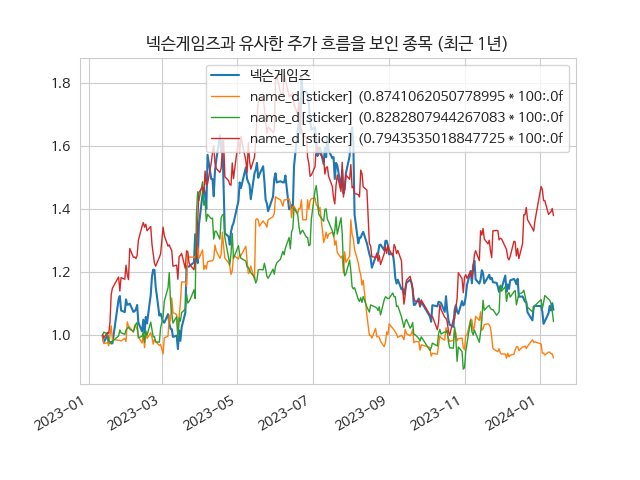 넥슨게임즈과 유사한 주가 흐름을 보인 종목 (최근 1년)
넥슨게임즈
name_d[sticker] (0.8741062050778995*100:.0f
name_d[sticker] (0.8282807944267083*100:.0f
name_d[sticker] (0.7943535018847725*100:.0f
1.8
1.6
1.4
1.2
1.0
2023-01
2023-03
2023-05
2023-07
2023-09
2023-11
2024-01